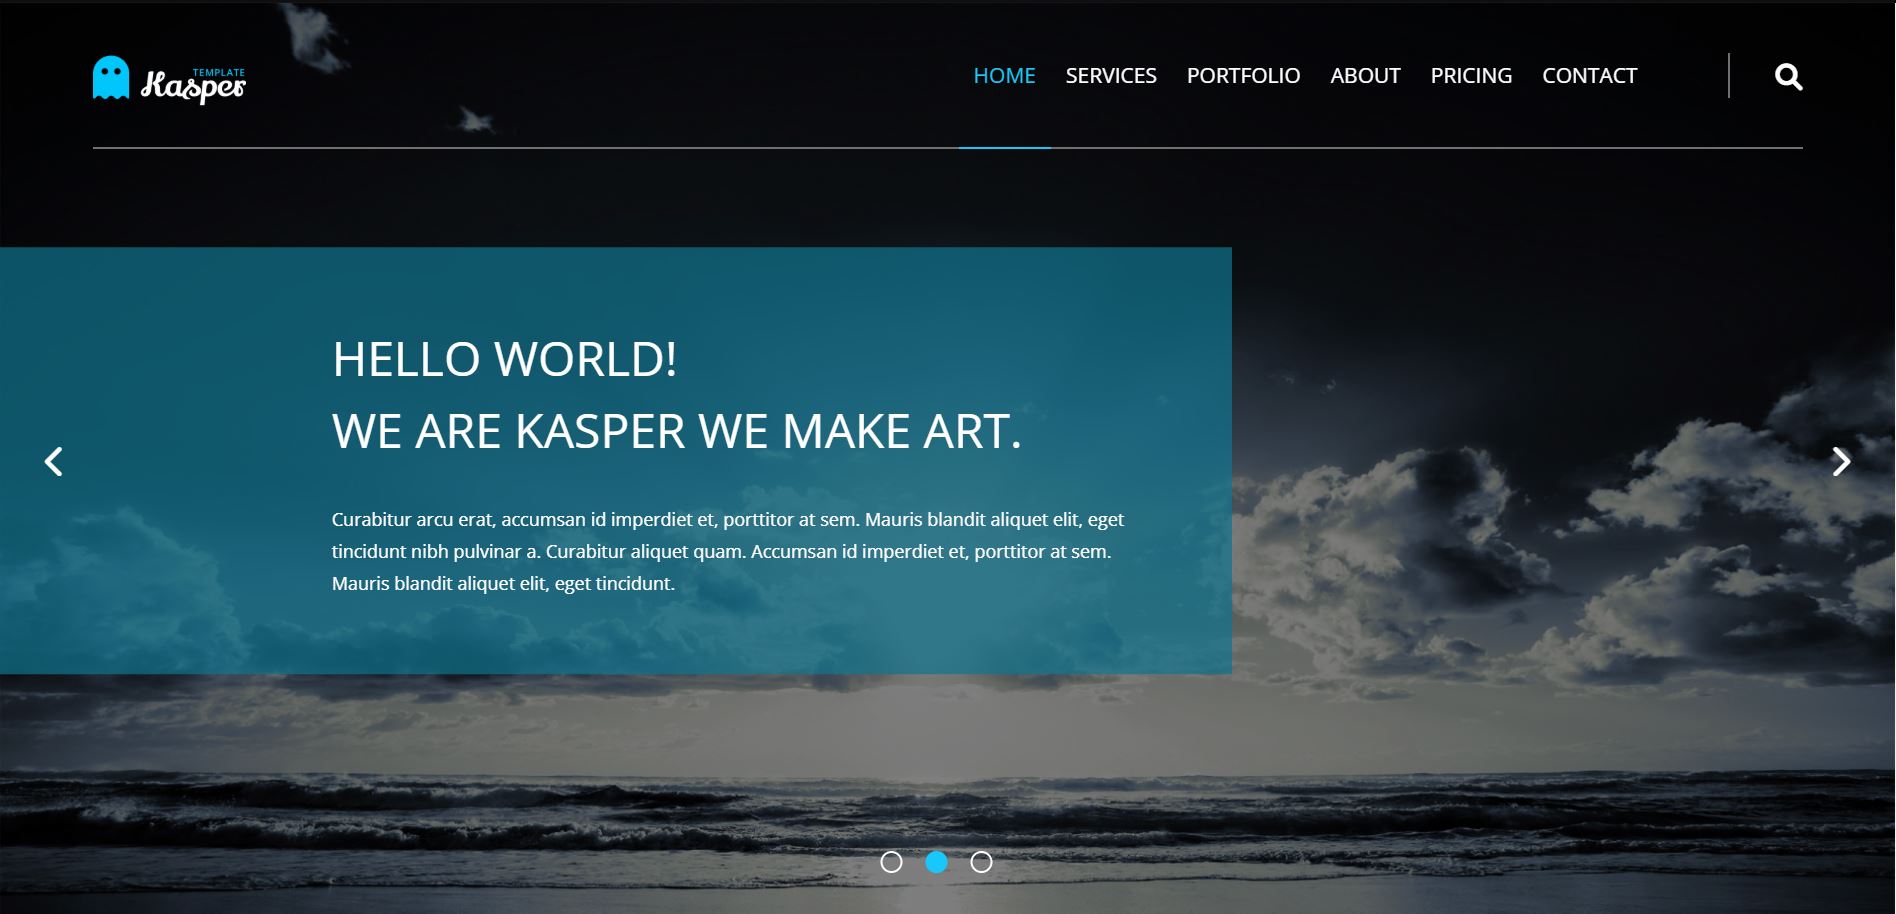 TEMPLATE
Kasper
HOME SERVICES PORTFOLIO ABOUT PRICING CONTACT
HELLO WORLD!
WE ARE KASPER WE MAKE ART.
Curabitur arcu erat, accumsan id imperdiet et, porttitor at sem. Mauris blandit aliquet elit, eget
tincidunt nibh pulvinar a. Curabitur aliquet quam. Accumsan id imperdiet et, porttitor at sem.
Mauris blandit aliquet elit, eget tincidunt.